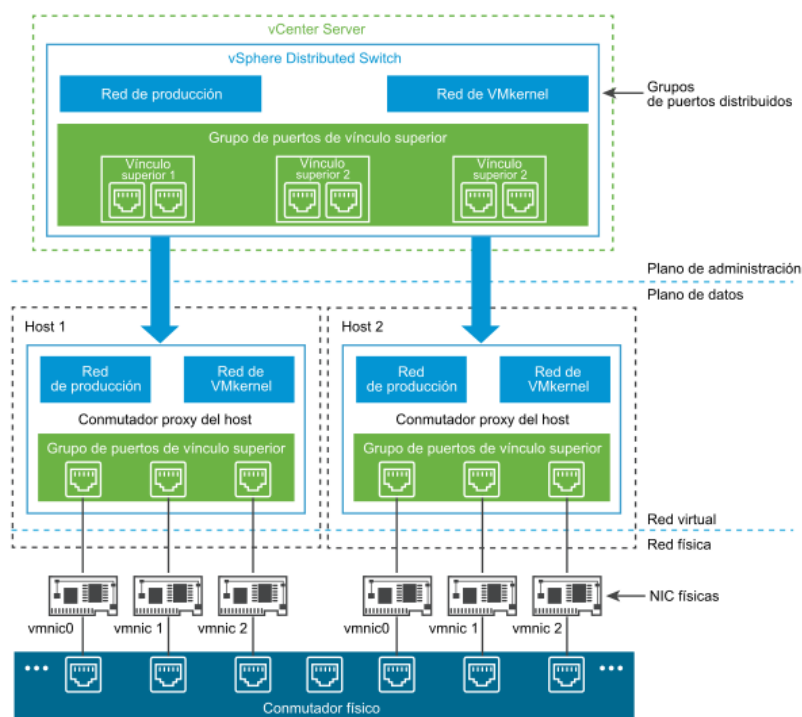 vCenter Server
vSphere Distributed Switch
Red de producción
Red de VMkernel
Grupos
de puertos distribuidos
Grupo de puertos de vínculo superior
Vínculo
superior 1
Vínculo
superior 2
Vínculo
superior 2
Plano de administración
Plano de datos
Host 1
Red
de producción
Red de
VMkernel
Conmutador proxy del host
Grupo de puertos de vínculo superior
Host 2
Red
de producción
Red de
VMkernel
Conmutador proxy del host
Grupo de puertos de vínculo superior
Red virtual
Red física
NIC físicas
vmnic0
vmnic 1
vmnic 2
vmnic0
vmnic 1
vmnic 2
Conmutador físico